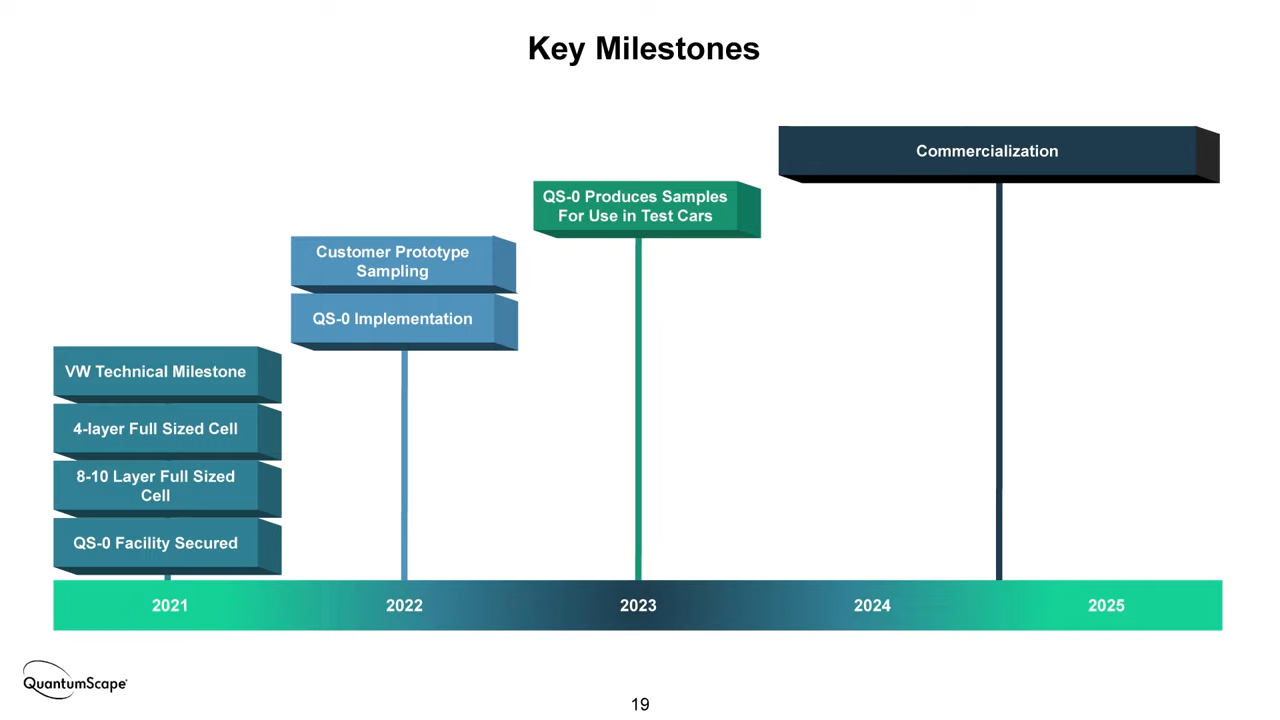 Key Milestones
Commercialization
QS-0 Produces Samples
For Use in Test Cars
Customer Prototype
Sampling
QS-0 Implementation
VW Technical Milestone
4-layer Full Sized Cell
8-10 Layer Full Sized
Cell
QS-0 Facility Secured
2021 2022 2023 2024 2025
QuantumScape
19